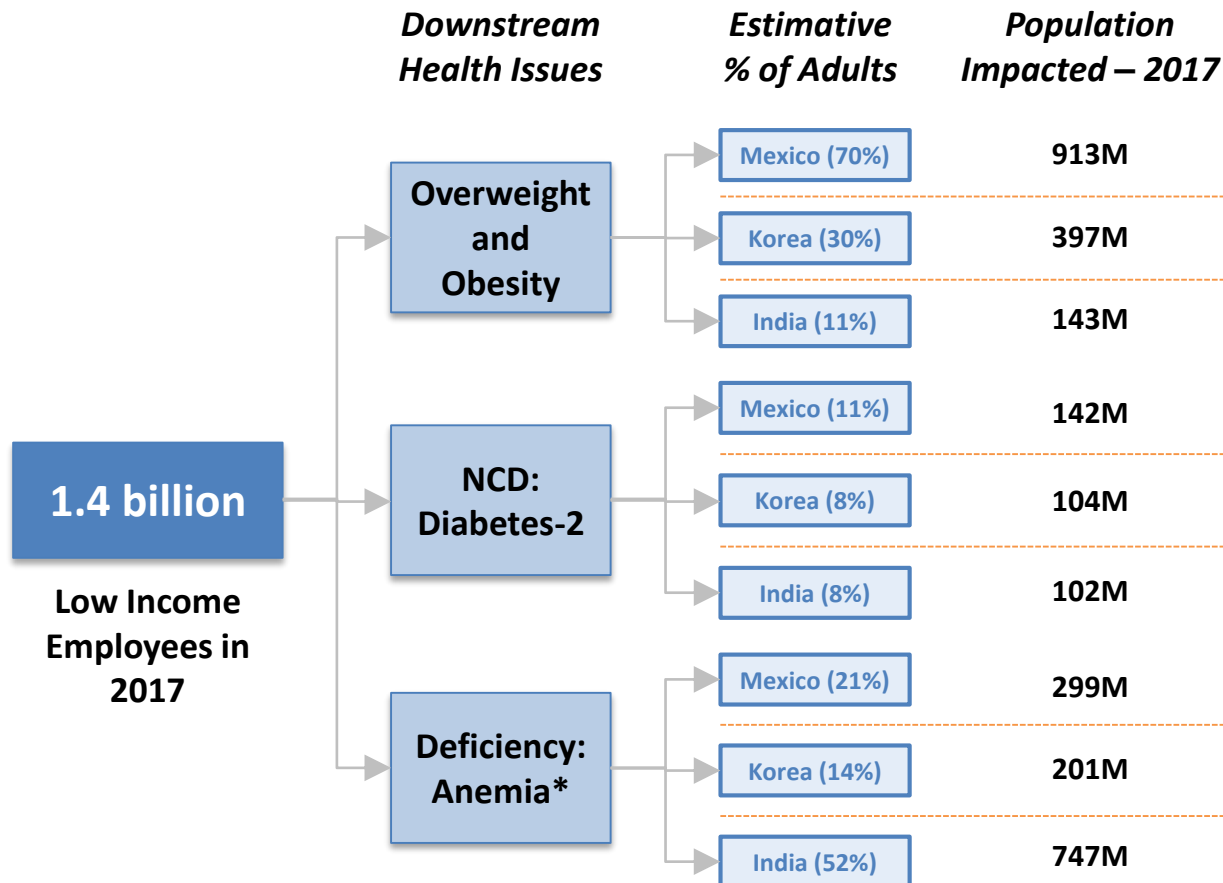 Downstream
Health Issues
Estimative
% of Adults
Population
Impacted – 2017
Overweight
and
Obesity
Mexico (70%)
913M
Korea (30%)
397M
India (11%)
143M
1.4 billion
Low Income
Employees in
2017
NCD:
Diabetes-2
Mexico (11%)
142M
Korea (8%)
104M
India (8%)
102M
Deficiency:
Anemia*
Mexico (21%)
299M
Korea (14%)
201M
India (52%)
747M